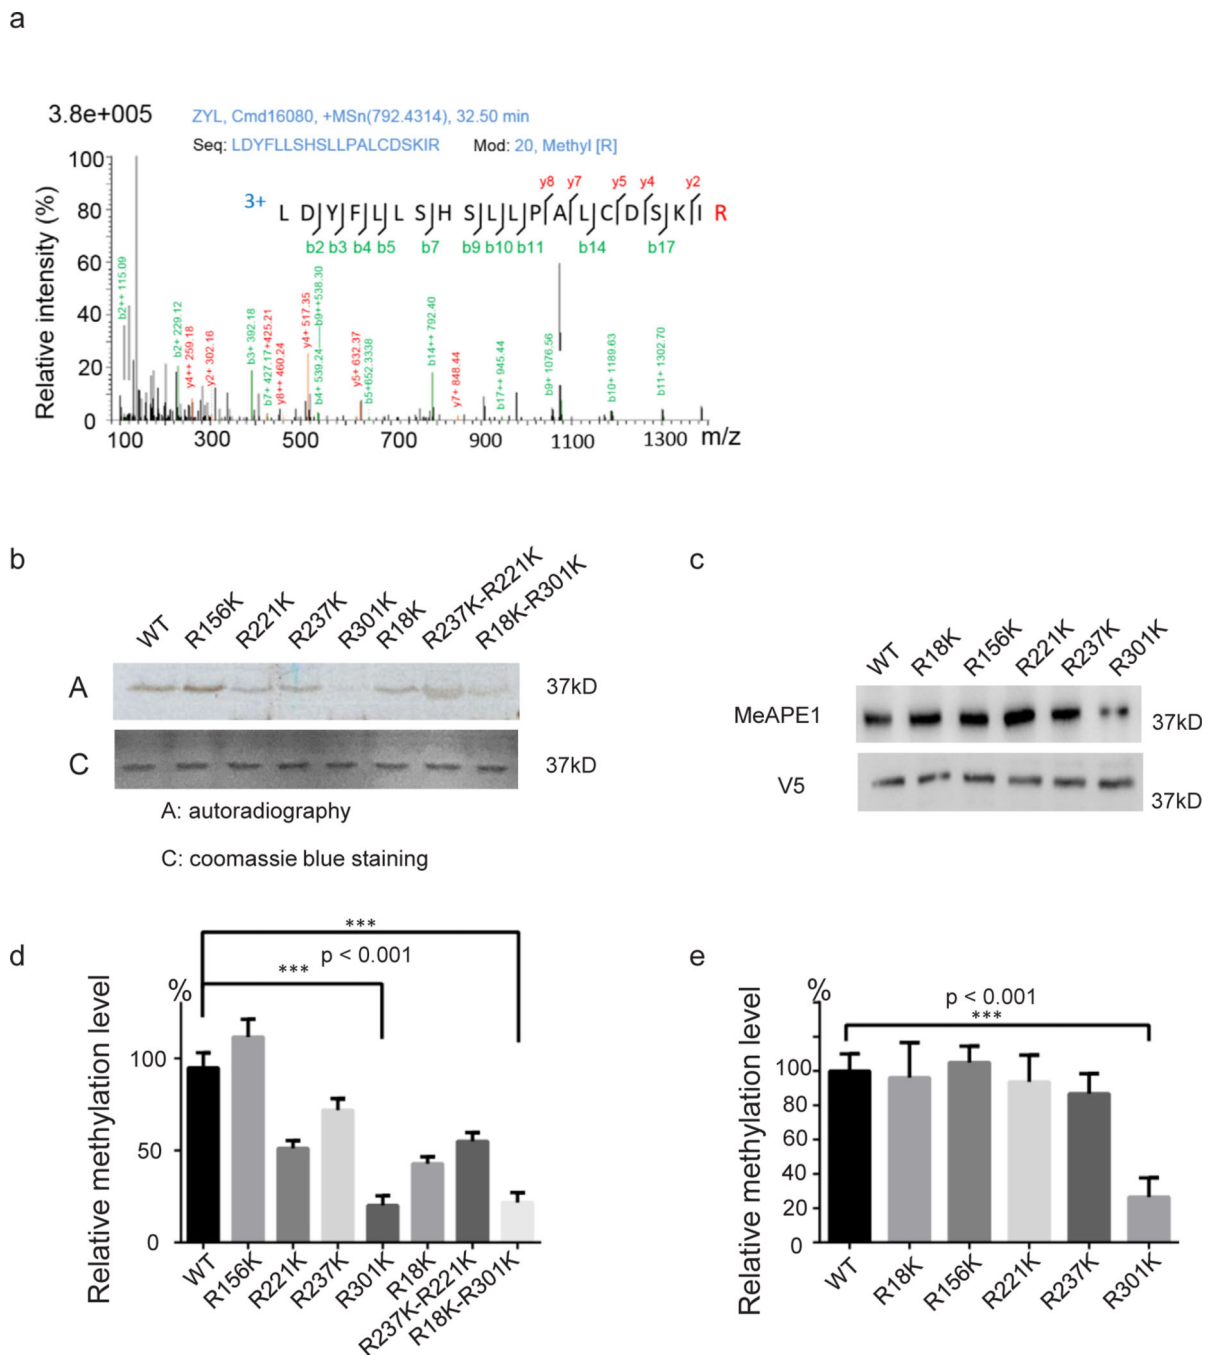 a
3.8e+005
ZYL, Cmd16080, +MSn(792.4314), 32.50 min
Seq: LDYFLLSHSLLPALCDSKIR Mod: 20, Methyl [R]
y8 y7 y5 y4 y2
3+ L D Y F L L S H S L L P A L C D S K I R
b2 b3 b4 b5 b7 b9 b10 b11 b14 b17
Relative intensity (%)
100
80
60
40
20
0
b2++ 115.09
b2+ 229.12
y4++ 259.18
y2+ 302.16
b3+ 392.18
b7+ 427.17+425.21
y8++ 460.24
y4+ 517.35
b4+ 539.24 b9++538.30
y5+ 632.37
b5+652.3338
b14++ 792.40
y7+ 848.44
b17++ 945.44
b9+ 1076.56
b10+ 1189.63
b11+ 1302.70
100 300 500 700 900 1100 1300 m/z
b
WT R156K R221K R237K R301K R18K R237K-R221K R18K-R301K
A 37kD
C 37kD
A: autoradiography
C: coomassie blue staining
c
WT R18K R156K R221K R237K R301K
MeAPE1 37kD
V5 37kD
d
***
p < 0.001
***
%
Relative methylation level
100
50
0
WT R156K R221K R237K R301K R18K R237K-R221K R18K-R301K
e
%
p < 0.001
***
Relative methylation level
100
80
60
40
20
0
WT R18K R156K R221K R237K R301K